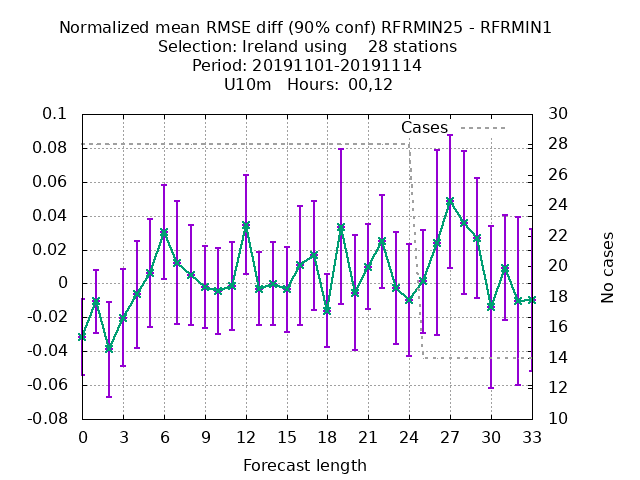 Normalized mean RMSE diff (90% conf) RFRMIN25 - RFRMIN1
Selection: Ireland using    28 stations
Period: 20191101-20191114
U10m   Hours:  00,12
Cases
0.1
0.08
0.06
0.04
0.02
0
-0.02
-0.04
-0.06
-0.08
30
28
26
24
22
20
18
16
14
12
10
No cases
0 3 6 9 12 15 18 21 24 27 30 33
Forecast length